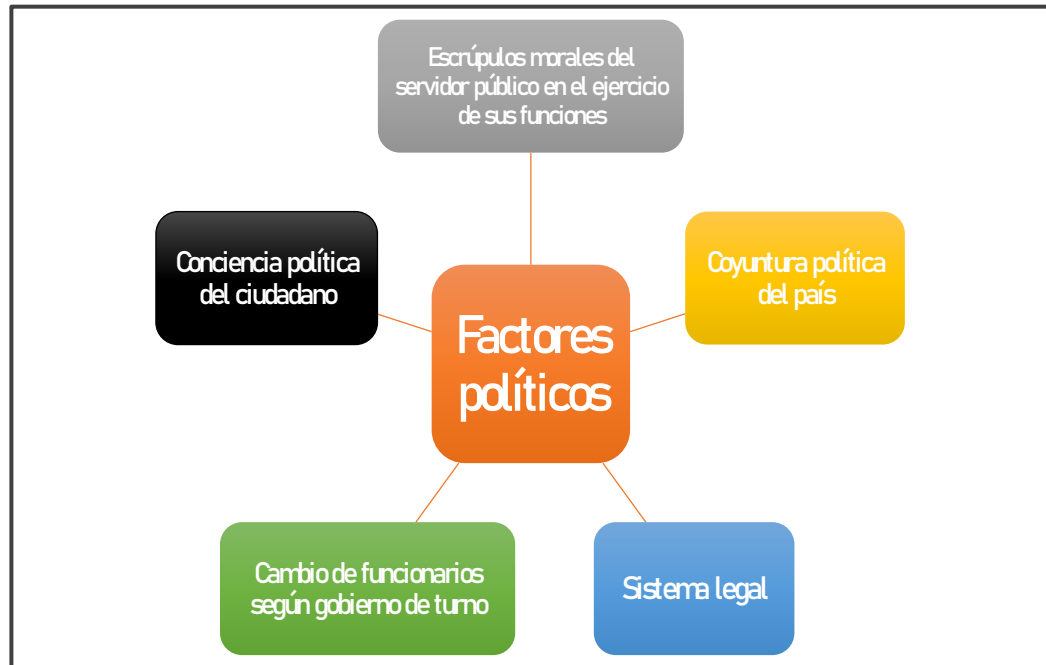 Escrúpulos morales del
servidor público en el ejercicio
de sus funciones
Conciencia política
del ciudadano
Coyuntura política
del país
Factores
políticos
Cambio de funcionarios
según gobierno de turno
Sistema legal